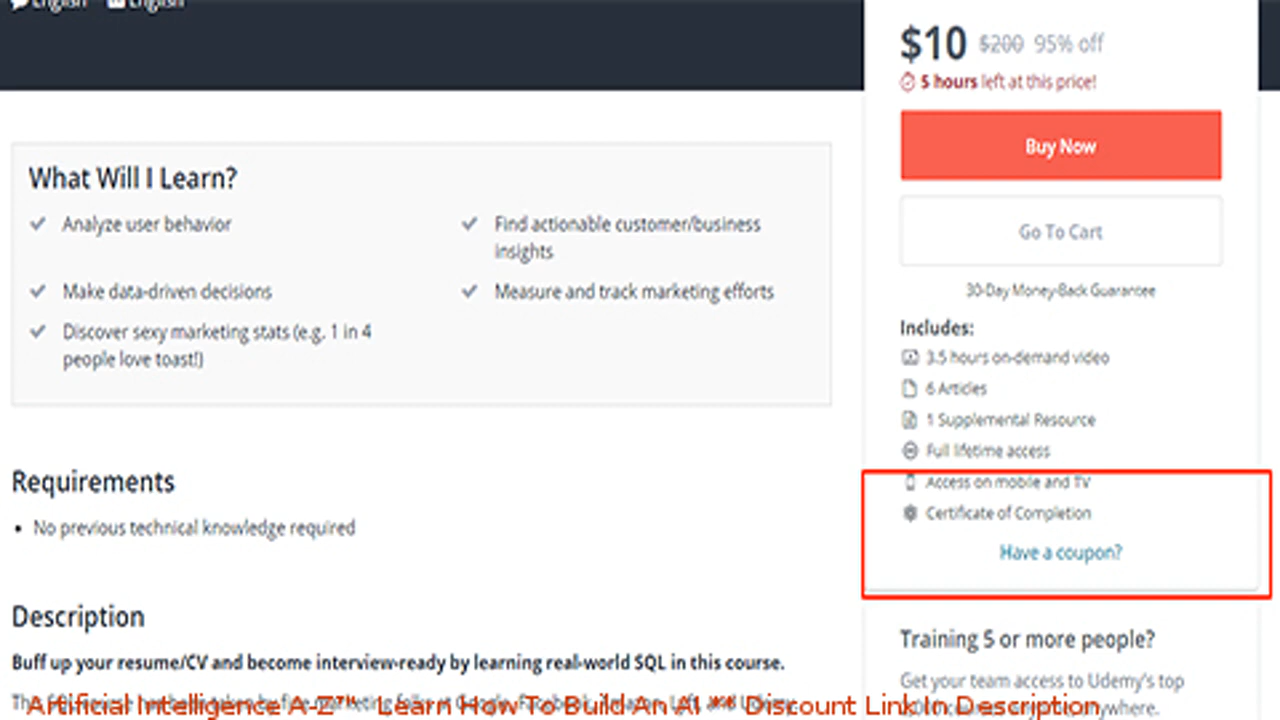 English English
What Will I Learn?
Analyze user behavior
Find actionable customer/business
insights
Make data-driven decisions
Measure and track marketing efforts
Discover sexy marketing stats (e.g. 1 in 4
people love toast!)
Requirements
No previous technical knowledge required
Description
Buff up your resume/CV and become interview-ready by learning real-world SQL in this course.
$10 $200 95% off
5 hours left at this price!
Buy Now
Go To Cart
30-Day Money-Back Guarantee
Includes:
3.5 hours on-demand video
6 Articles
1 Supplemental Resource
Full lifetime access
Access on mobile and TV
Certificate of Completion
Have a coupon?
Training 5 or more people?
Get your team access to Udemy's top
Artificial Intelligence A-Z™: Learn How To Build An AI Discount Link In Description